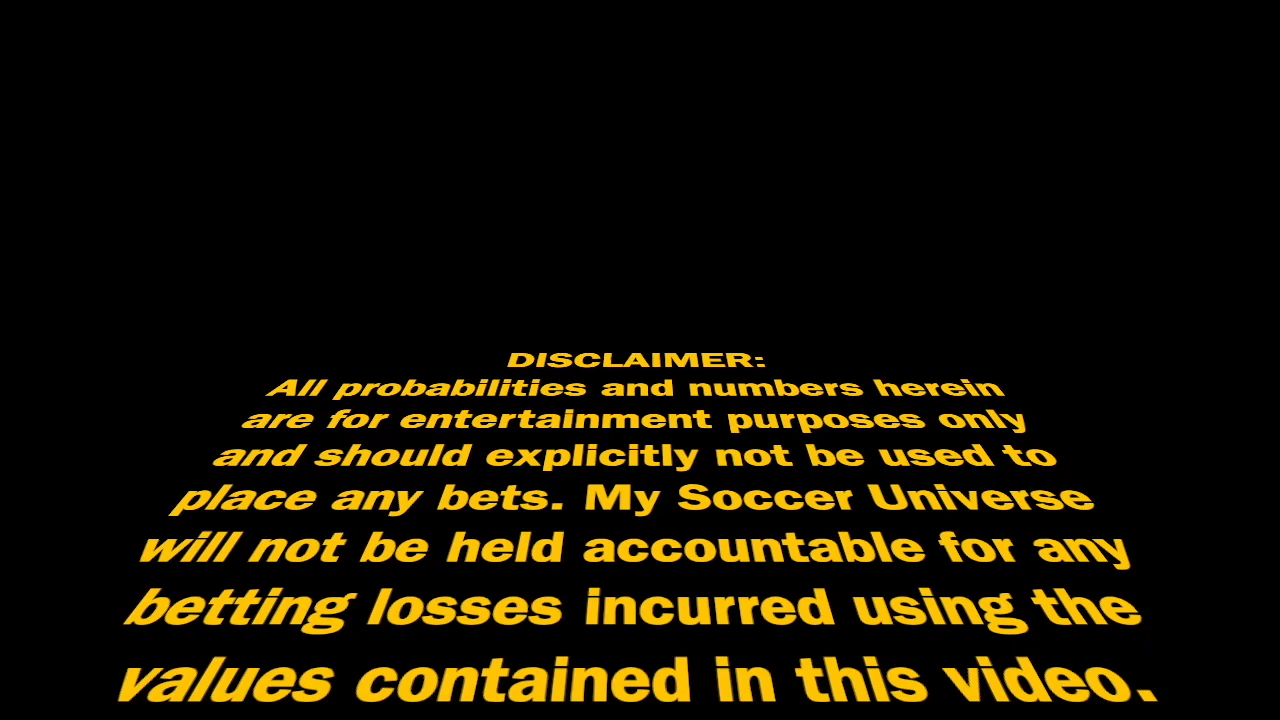 DISCLAIMER:
All probabilities and numbers herein
are for entertainment purposes only
and should explicitly not be used to
place any bets. My Soccer Universe
will not be held accountable for any
betting losses incurred using the
values contained in this video.